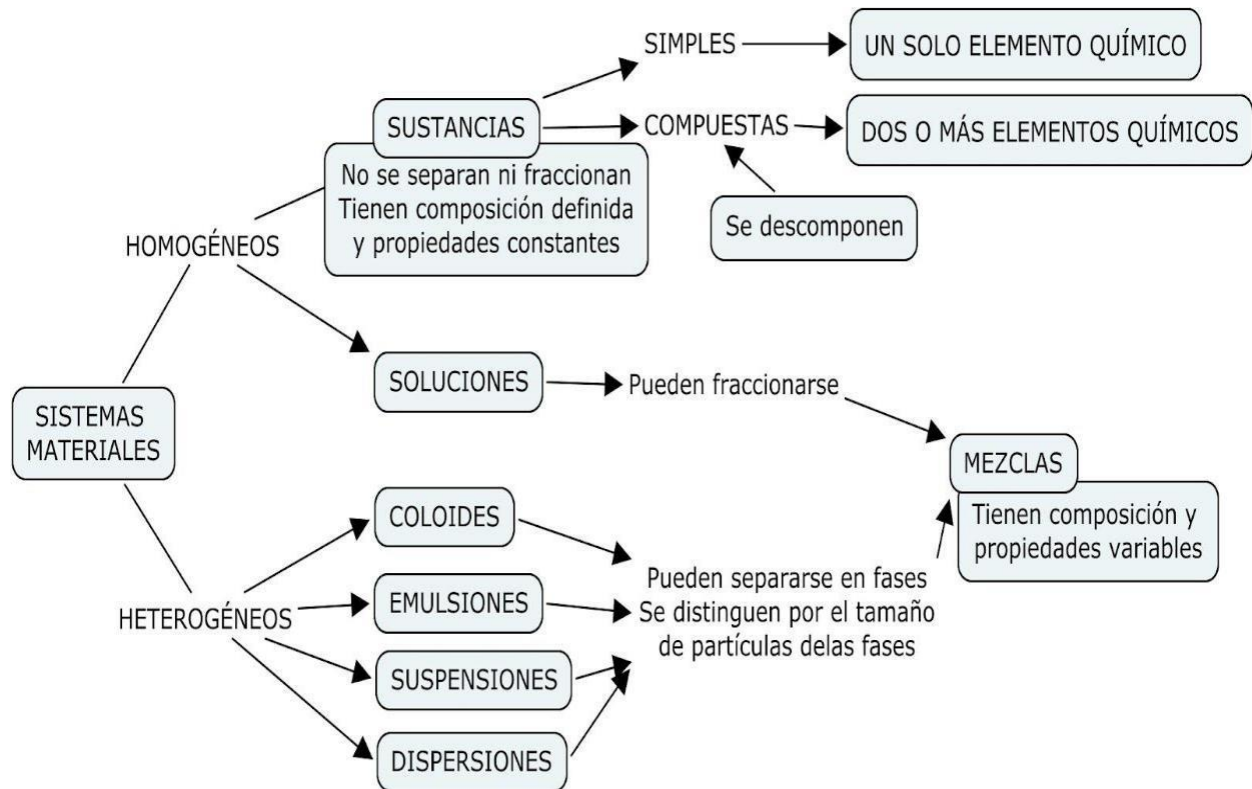 SIMPLES
UN SOLO ELEMENTO QUÍMICO
SUSTANCIAS
COMPUESTAS
DOS O MÁS ELEMENTOS QUÍMICOS
No se separan ni fraccionan
Tienen composición definida
y propiedades constantes
Se descomponen
HOMOGÉNEOS
SOLUCIONES
Pueden fraccionarse
SISTEMAS
MATERIALES
MEZCLAS
Tienen composición y
propiedades variables
COLOIDES
Pueden separarse en fases
Se distinguen por el tamaño
de partículas delas fases
HETEROGÉNEOS
EMULSIONES
SUSPENSIONES
DISPERSIONES